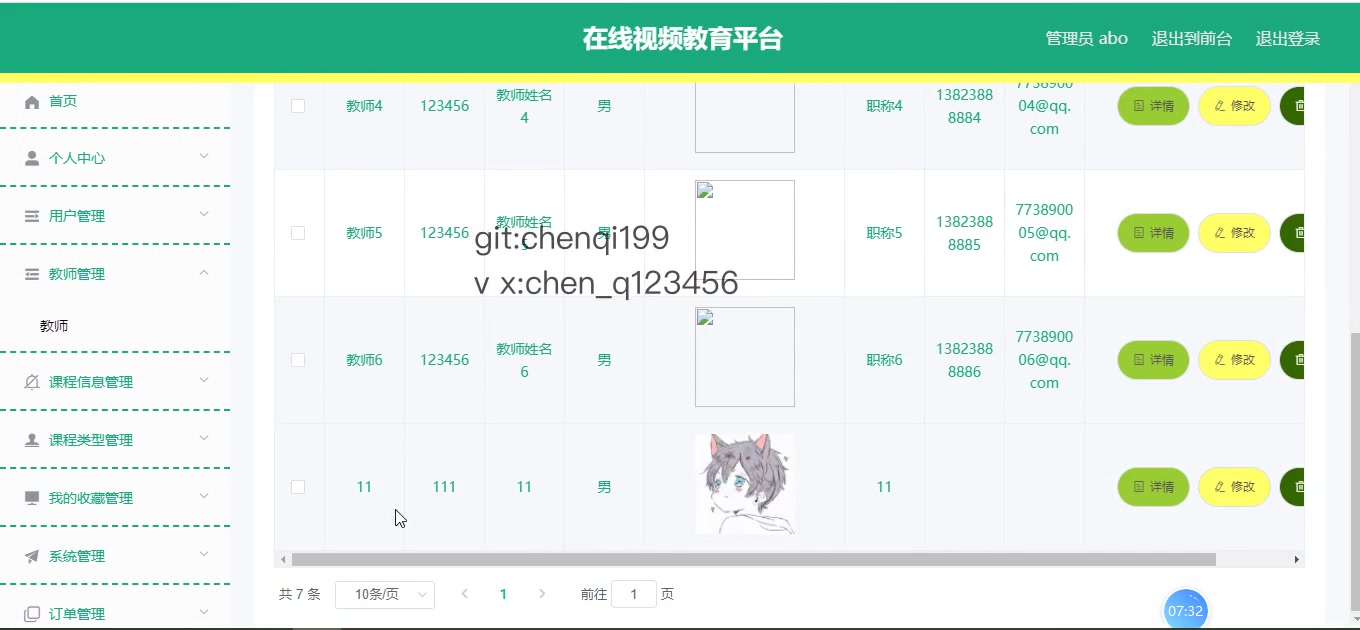 在线视频教育平台
管理员 abo 退出到前台 退出登录
首页
个人中心
用户管理
教师管理
教师
课程信息管理
课程类型管理
我的收藏管理
系统管理
订单管理
教师4 123456 教师姓名4 男 职称4 13823888884 773890004@qq.com 详情 修改
教师5 123456 教师姓名5 男 职称5 13823888885 773890005@qq.com 详情 修改
git:chenqi199
v x:chen_q123456
教师6 123456 教师姓名6 男 职称6 13823888886 773890006@qq.com 详情 修改
11 111 11 男 11 详情 修改
共 7 条 10条/页 1 前往 1 页
07:32